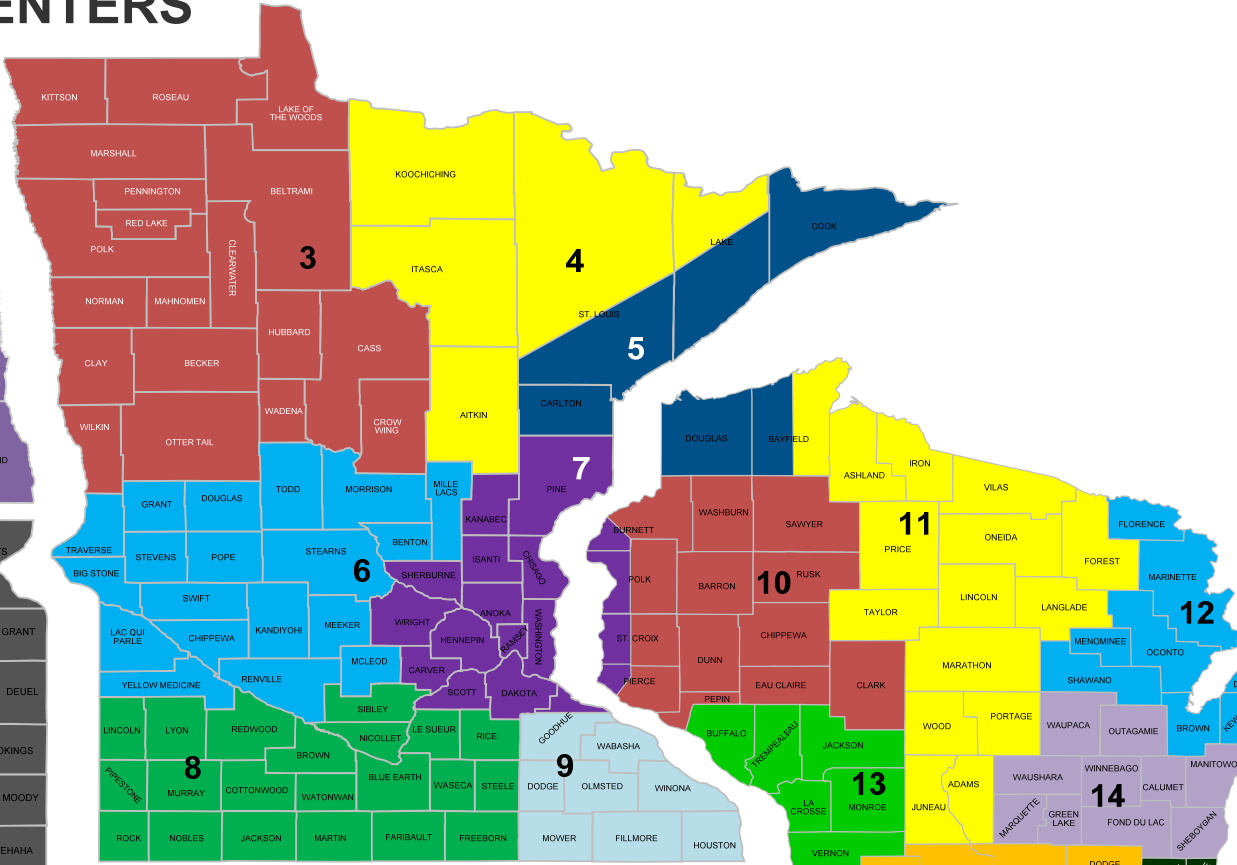 ENTERS
KITTSON
ROSEAU
LAKE OF
THE WOODS
MARSHALL
KOOCHICHING
PENNINGTON
BELTRAMI
RED LAKE
POLK
CLEARWATER
3
ITASCA
4
LAKE
COOK
NORMAN
MAHNOMEN
ST. LOUIS
5
HUBBARD
CASS
CLAY
BECKER
CARLTON
WADENA
AITKIN
CROW
WING
WILKIN
OTTER TAIL
DOUGLAS
BAYFIELD
7
PINE
ASHLAND
IRON
VILAS
TODD
MORRISON
MILLE
LACS
GRANT
DOUGLAS
KANABEC
BURNETT
WASHBURN
SAWYER
11
PRICE
ONEIDA
FLORENCE
FOREST
TRAVERSE
STEVENS
POPE
STEARNS
BENTON
ISANTI
CHISAGO
BIG STONE
6
SHERBURNE
POLK
BARRON
10
RUSK
MARINETTE
SWIFT
LINCOLN
LANGLADE
12
TAYLOR
ANOKA
WRIGHT
MEEKER
KANDIYOHI
LAC QUI
PARLE
CHIPPEWA
HENNEPIN
RAMSEY
WASHINGTON
ST. CROIX
CHIPPEWA
MENOMINEE
OCONTO
GRANT
MCLEOD
CARVER
DUNN
MARATHON
YELLOW MEDICINE
RENVILLE
SCOTT
DAKOTA
PIERCE
EAU CLAIRE
CLARK
SHAWANO
DEUEL
PEPIN
SIBLEY
LINCOLN
LYON
REDWOOD
NICOLLET
LE SUEUR
RICE
GOODHUE
WABASHA
BUFFALO
TREMPEALEAU
JACKSON
WOOD
PORTAGE
WAUPACA
OUTAGAMIE
BROWN
OKINGS
BROWN
8
PIPESTONE
MURRAY
COTTONWOOD
WATONWAN
BLUE EARTH
WASECA
STEELE
9
DODGE
OLMSTED
WINONA
13
MONROE
LA
CROSSE
JUNEAU
ADAMS
WAUSHARA
WINNEBAGO
14
CALUMET
MANITOWO
MOODY
MARQUETTE
GREEN
LAKE
FOND DU LAC
SHEBOYGAN
ROCK
NOBLES
JACKSON
MARTIN
FARIBAULT
FREEBORN
MOWER
FILLMORE
HOUSTON
VERNON
EHAHA
DODGE